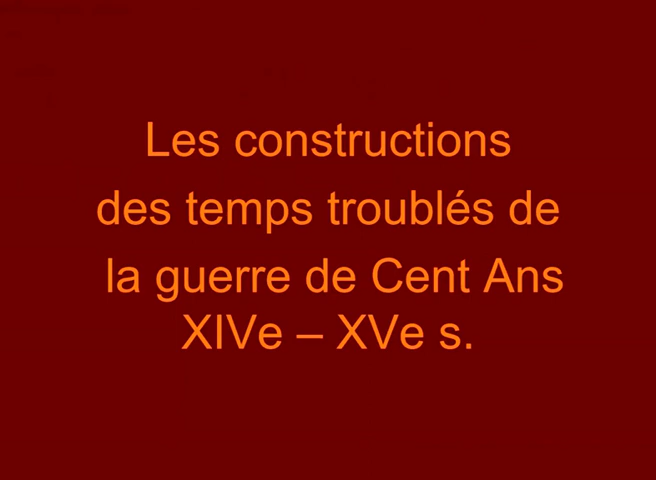 Les constructions
des temps troublés de
la guerre de Cent Ans
XIVe – XVe s.